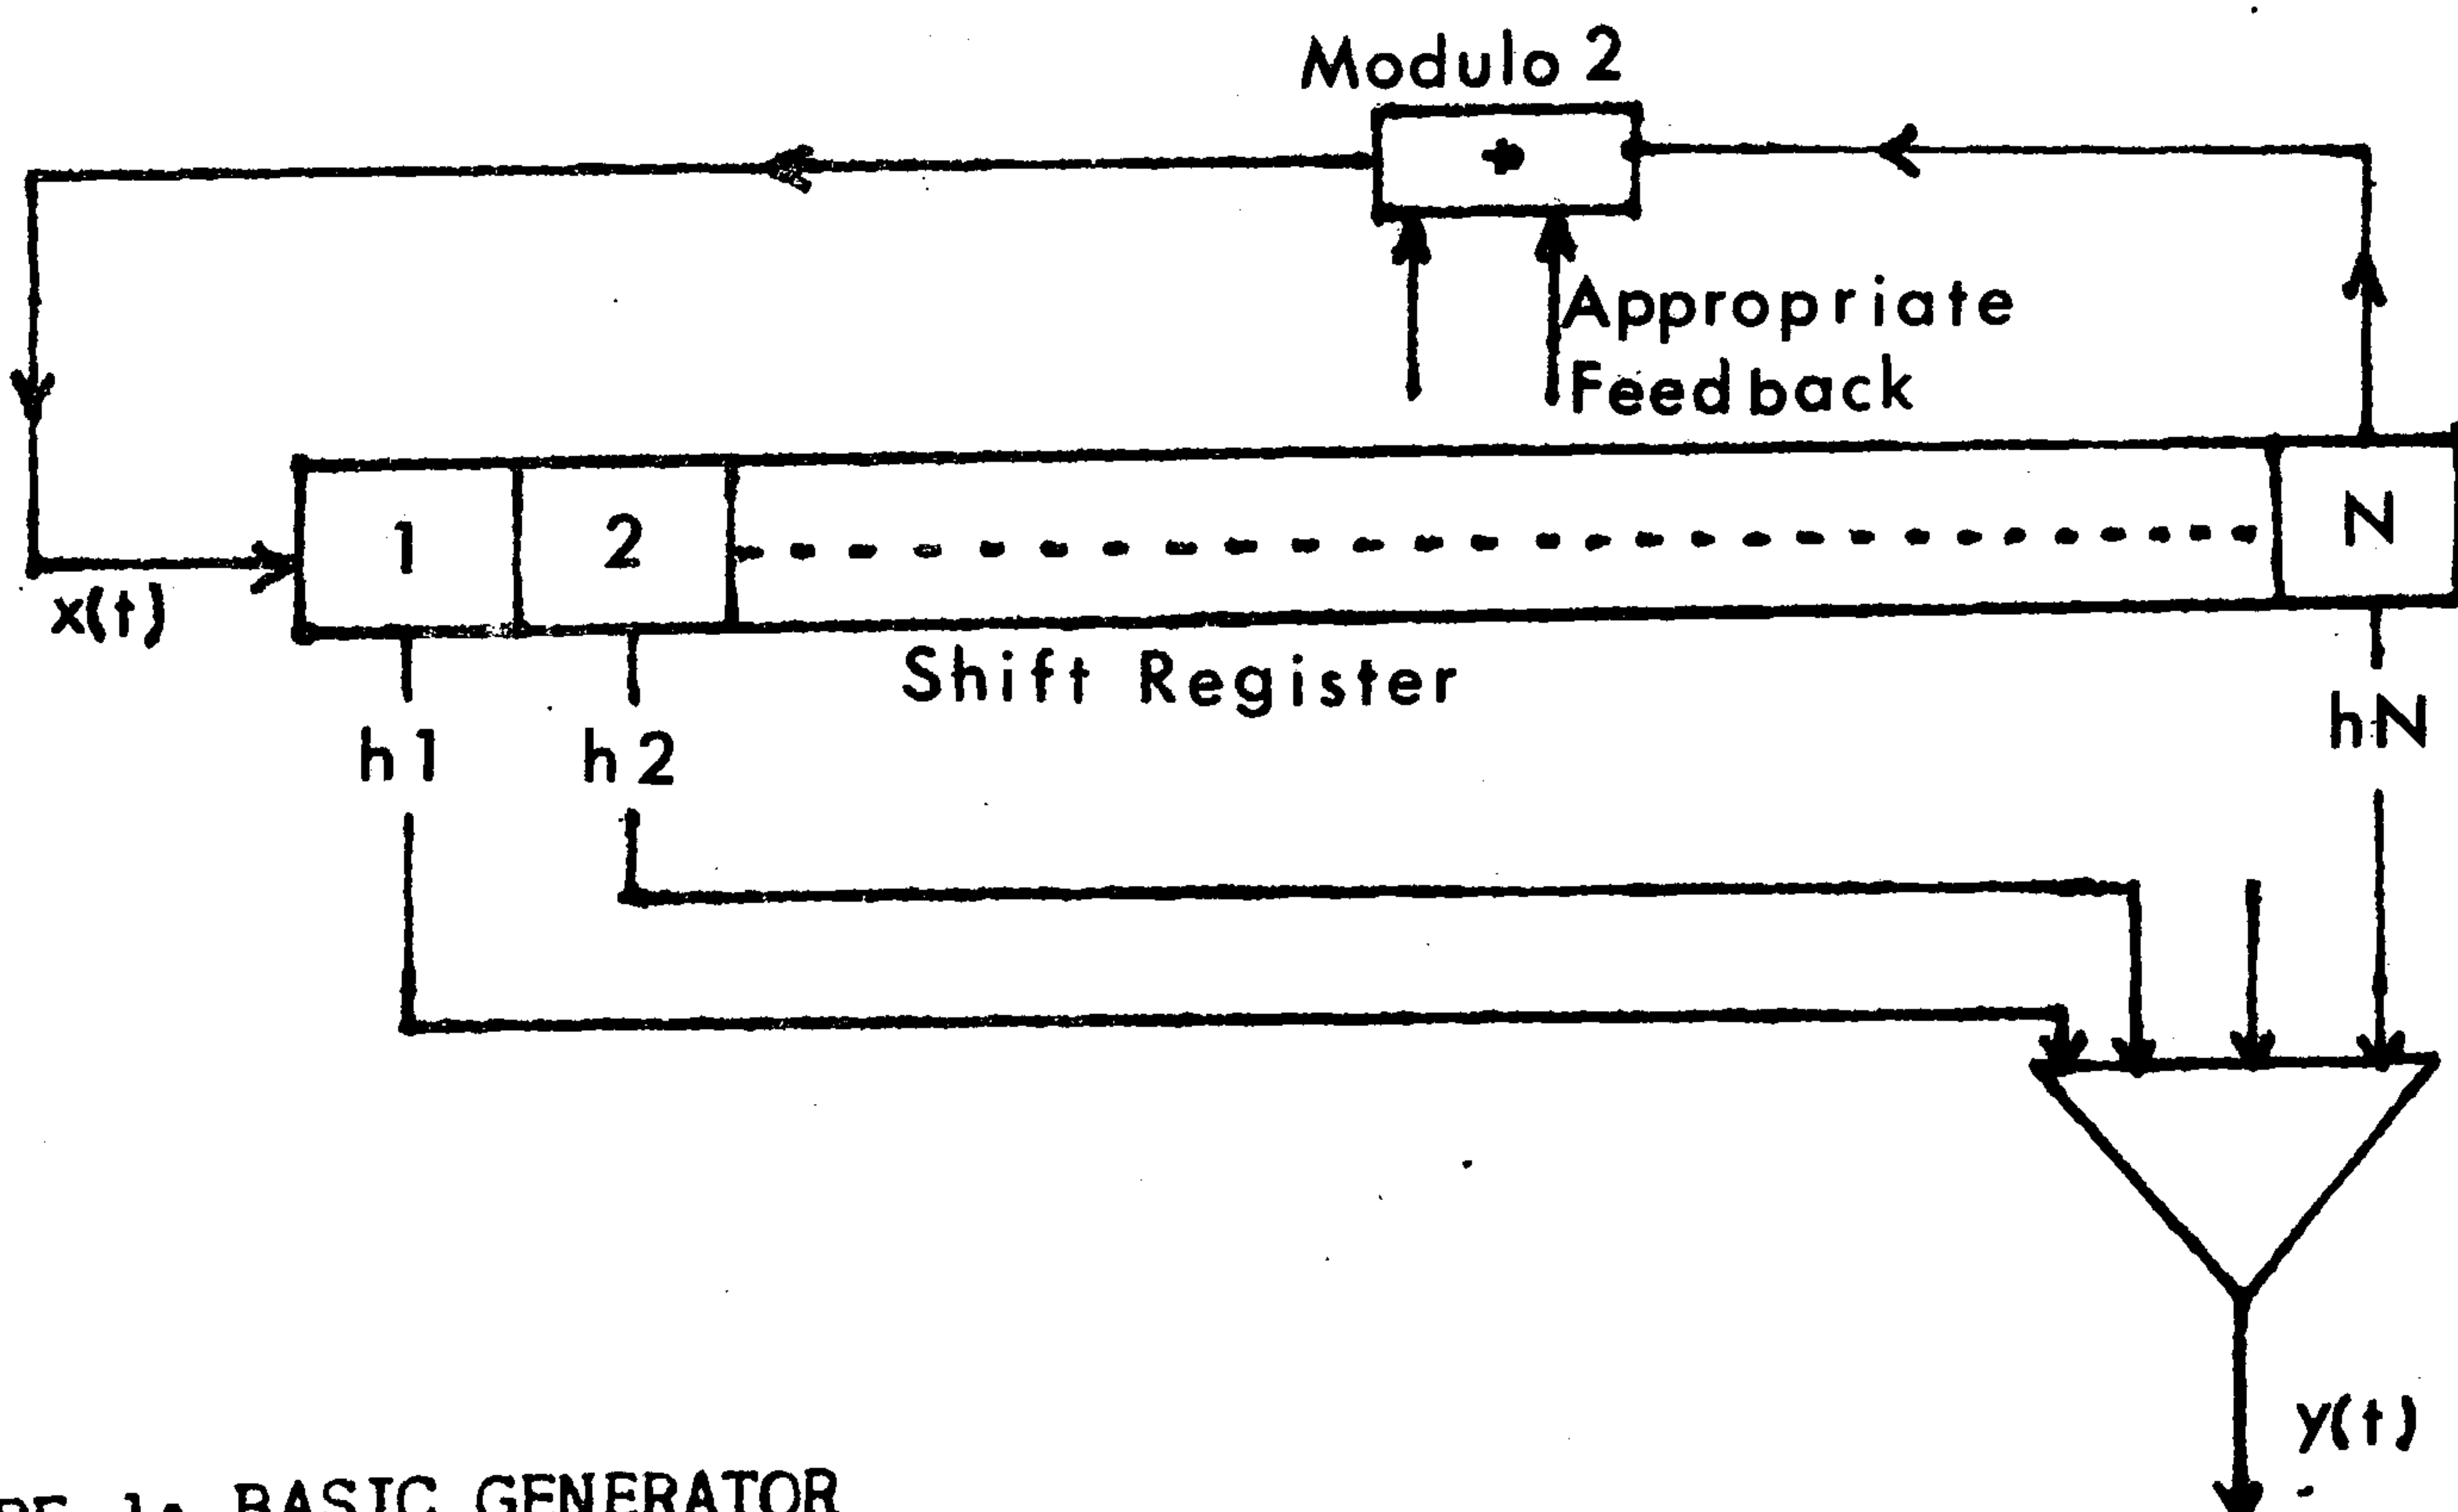 Modulo 2
Appropriate
Feedback
1 2 N
x(t)
Shift Register
h1 h2 hN
y(t)
BASIC GENERATOR